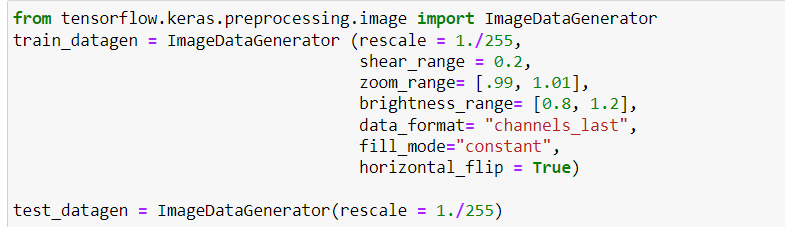 from tensorflow.keras.preprocessing.image import ImageDataGenerator
train_datagen = ImageDataGenerator (rescale = 1./255,
                                   shear_range = 0.2,
                                   zoom_range= [.99, 1.01],
                                   brightness_range= [0.8, 1.2],
                                   data_format= "channels_last",
                                   fill_mode="constant",
                                   horizontal_flip = True)

test_datagen = ImageDataGenerator(rescale = 1./255)